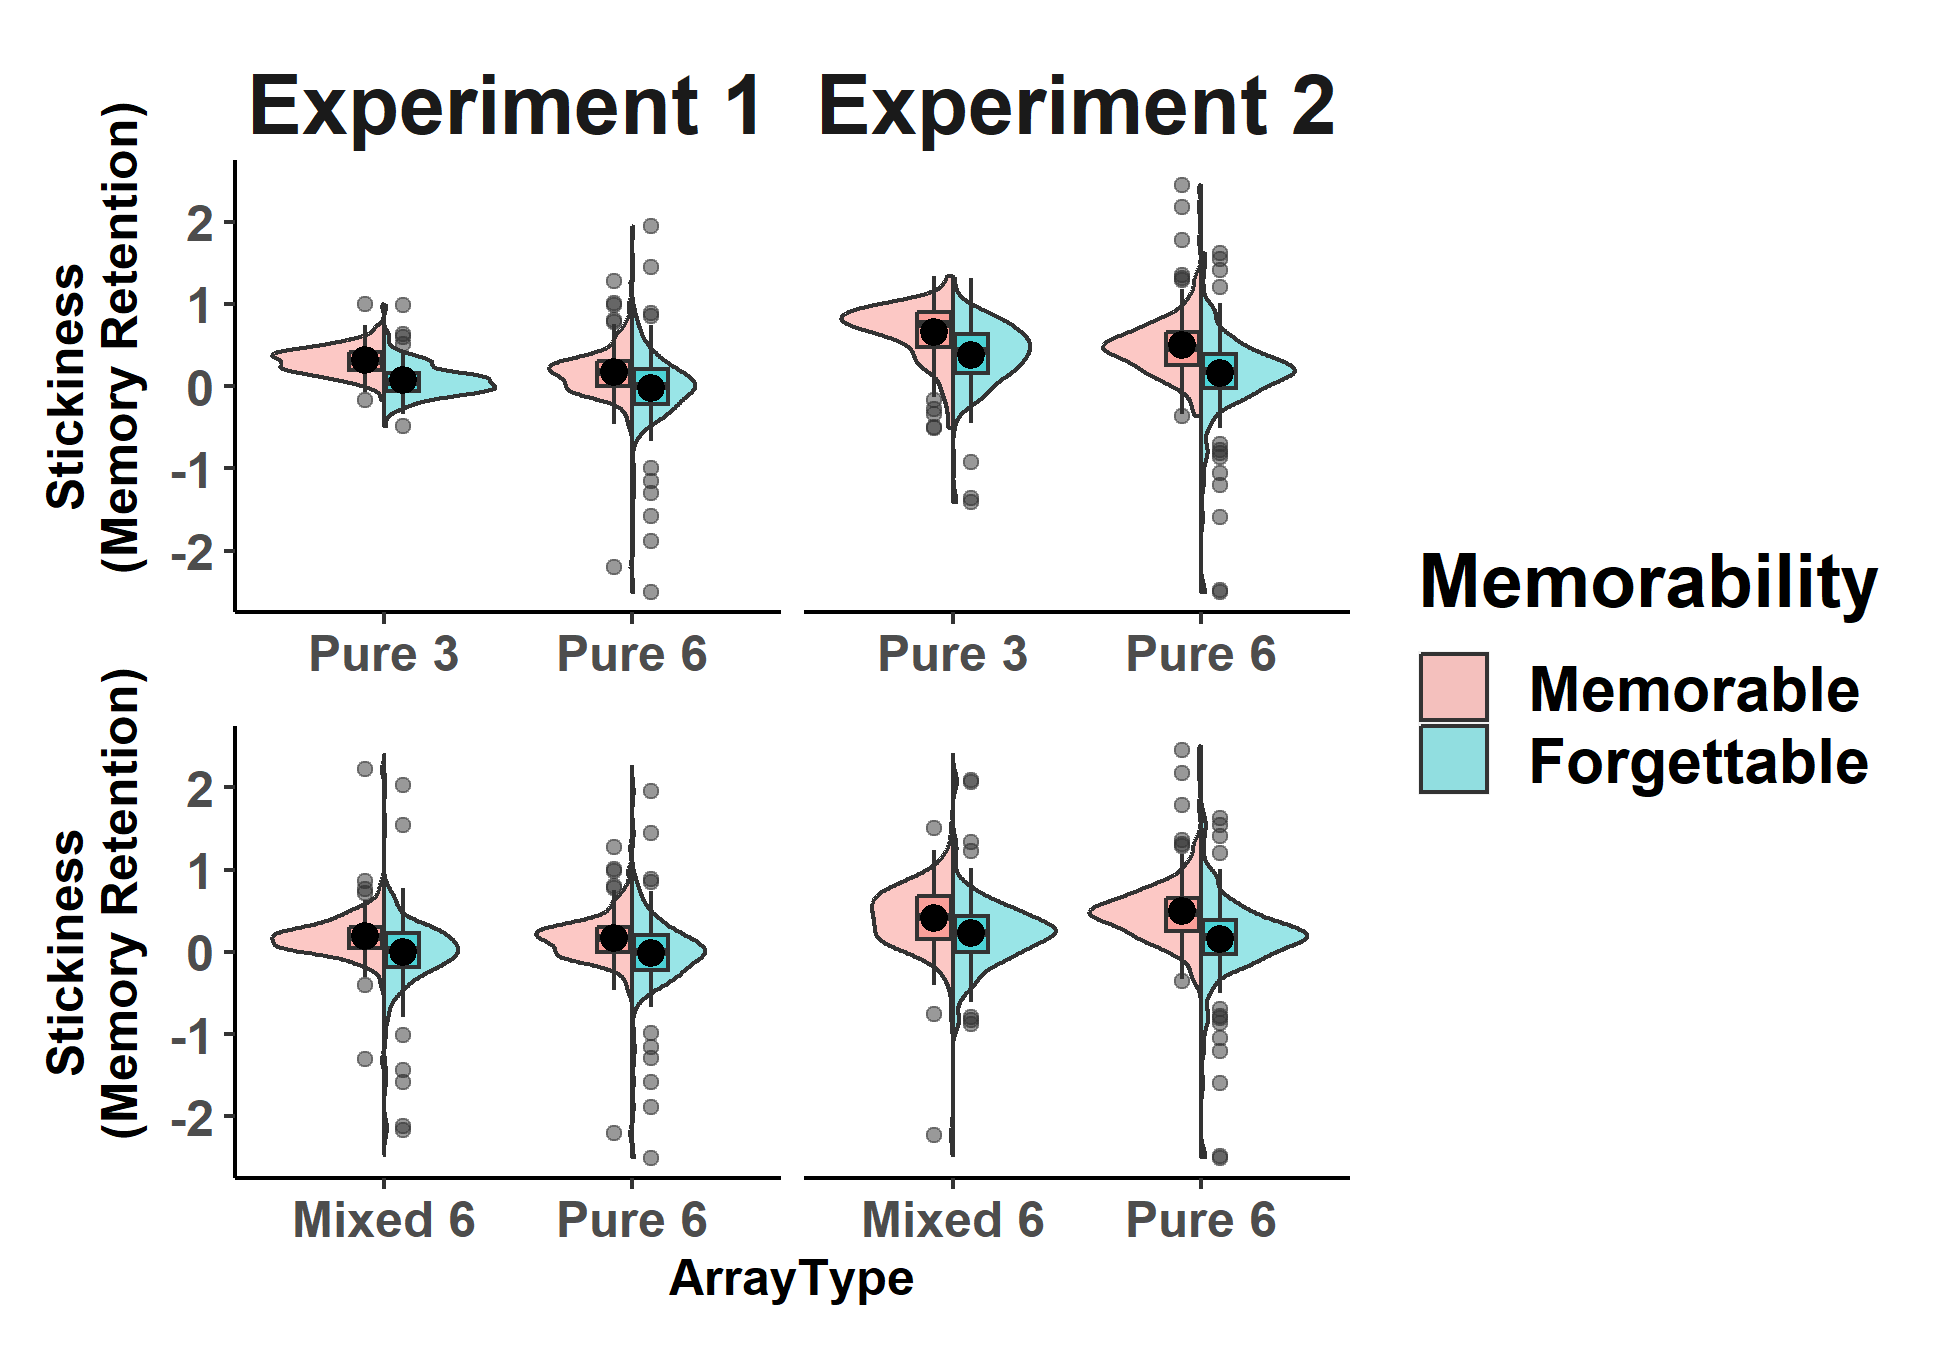 Experiment 1 Experiment 2
Stickiness
(Memory Retention)
2
1
0
-1
-2
Pure 3 Pure 6 Pure 3 Pure 6
Memorability
Memorable
Forgettable
Stickiness
(Memory Retention)
2
1
0
-1
-2
Mixed 6 Pure 6 Mixed 6 Pure 6
ArrayType